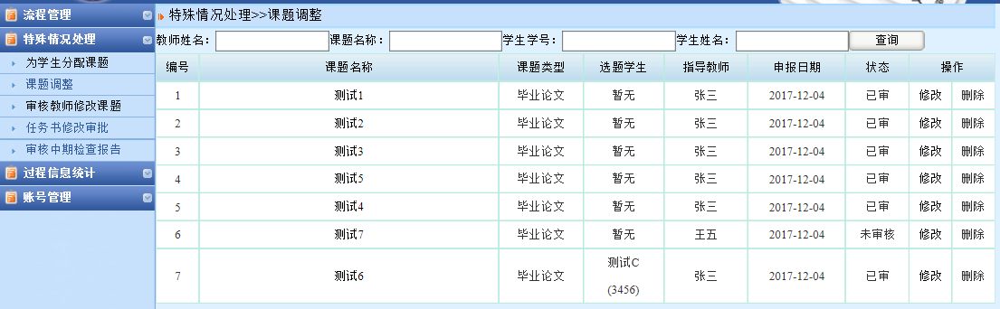 流程管理
特殊情况处理
为学生分配课题
课题调整
审核教师修改课题
任务书修改审批
审核中期检查报告
过程信息统计
账号管理
特殊情况处理>>课题调整
教师姓名： 课题名称： 学生学号： 学生姓名： 查询
编号 课题名称 课题类型 选题学生 指导教师 申报日期 状态 操作
1 测试1 毕业论文 暂无 张三 2017-12-04 已审 修改 删除
2 测试2 毕业论文 暂无 张三 2017-12-04 已审 修改 删除
3 测试3 毕业论文 暂无 张三 2017-12-04 已审 修改 删除
4 测试5 毕业论文 暂无 张三 2017-12-04 已审 修改 删除
5 测试4 毕业论文 暂无 张三 2017-12-04 已审 修改 删除
6 测试7 毕业论文 暂无 王五 2017-12-04 未审核 修改 删除
7 测试6 毕业论文 测试C (3456) 张三 2017-12-04 已审 修改 删除